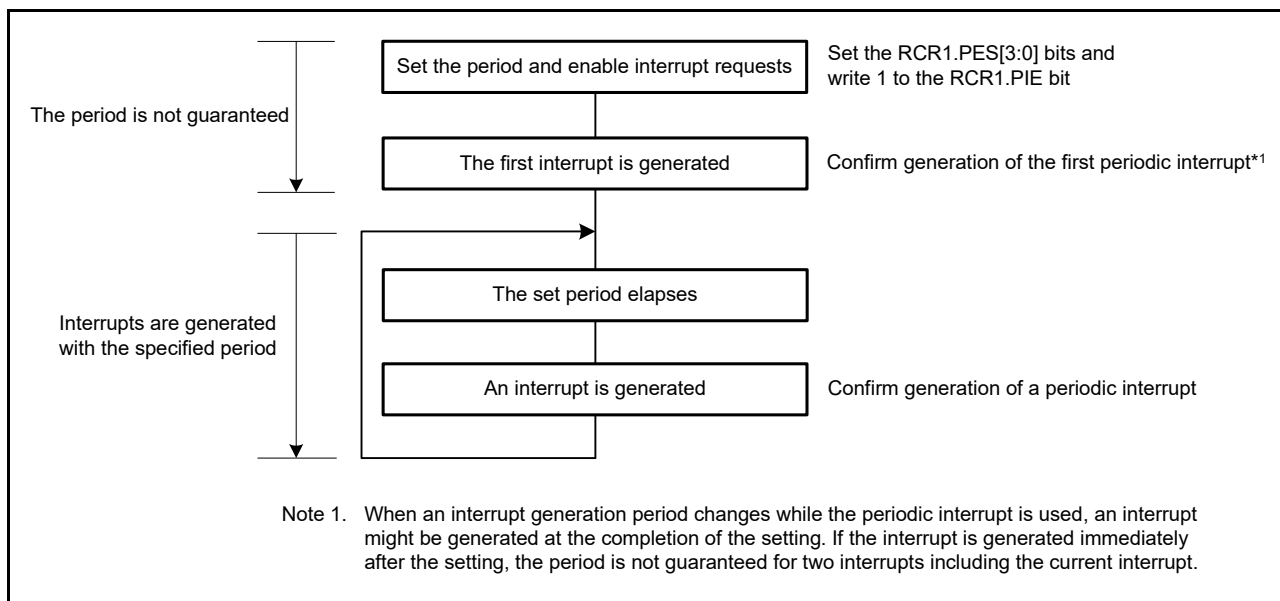 Set the period and enable interrupt requests
Set the RCR1.PES[3:0] bits and
write 1 to the RCR1.PIE bit
The period is not guaranteed
The first interrupt is generated
Confirm generation of the first periodic interrupt*1
The set period elapses
Interrupts are generated
with the specified period
An interrupt is generated
Confirm generation of a periodic interrupt
Note 1. When an interrupt generation period changes while the periodic interrupt is used, an interrupt
might be generated at the completion of the setting. If the interrupt is generated immediately
after the setting, the period is not guaranteed for two interrupts including the current interrupt.